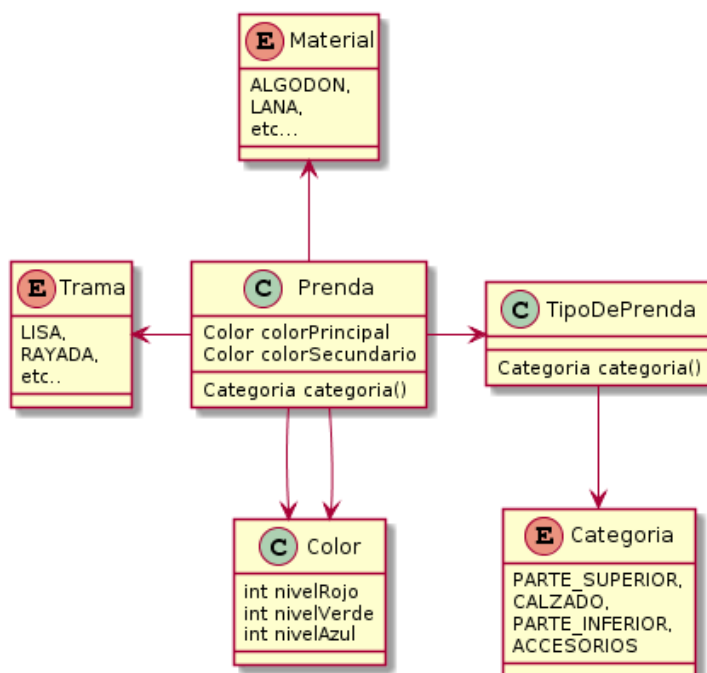 E Material
ALGODON,
LANA,
etc...
E Trama
LISA,
RAYADA,
etc..
C Prenda
Color colorPrincipal
Color colorSecundario
Categoria categoria()
C TipoDePrenda
Categoria categoria()
C Color
int nivelRojo
int nivelVerde
int nivelAzul
E Categoria
PARTE_SUPERIOR,
CALZADO,
PARTE_INFERIOR,
ACCESORIOS